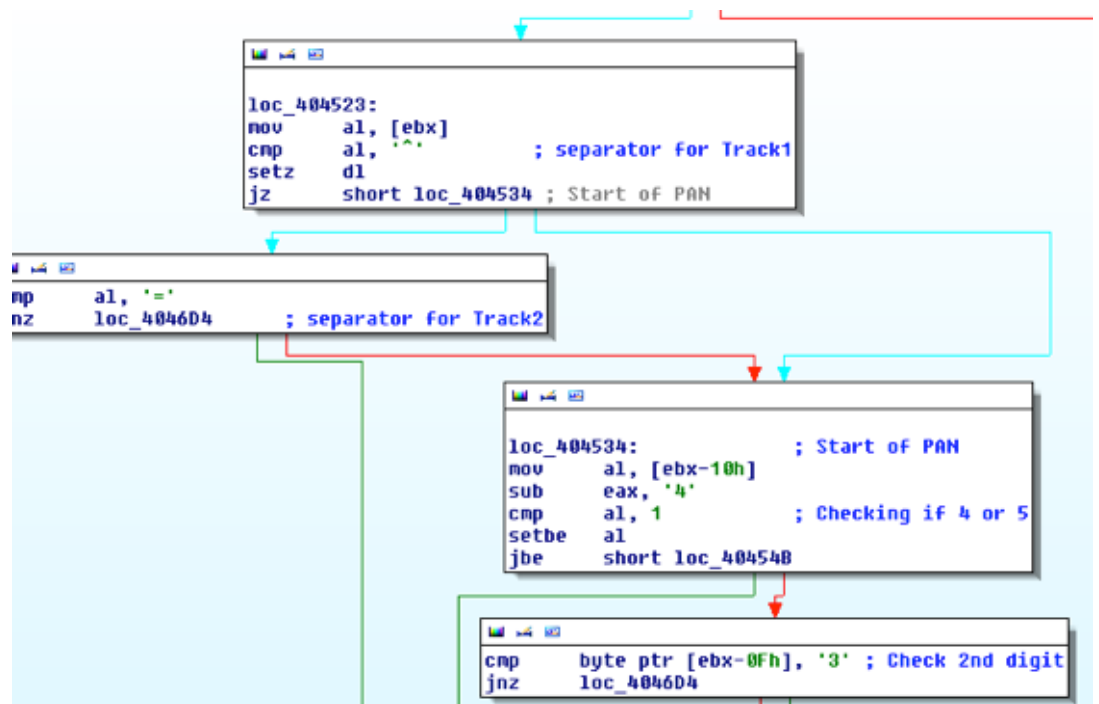 loc_404523:
mov al, [ebx]
cmp al, '^' ; separator for Track1
setz dl
jz short loc_404534 ; Start of PAN
mp al, '='
nz loc_4046D4 ; separator for Track2
loc_404534: ; Start of PAN
mov al, [ebx-10h]
sub eax, '4'
cmp al, 1 ; Checking if 4 or 5
setbe al
jbe short loc_40454B
cmp byte ptr [ebx-0Fh], '3' ; Check 2nd digit
jnz loc_4046D4